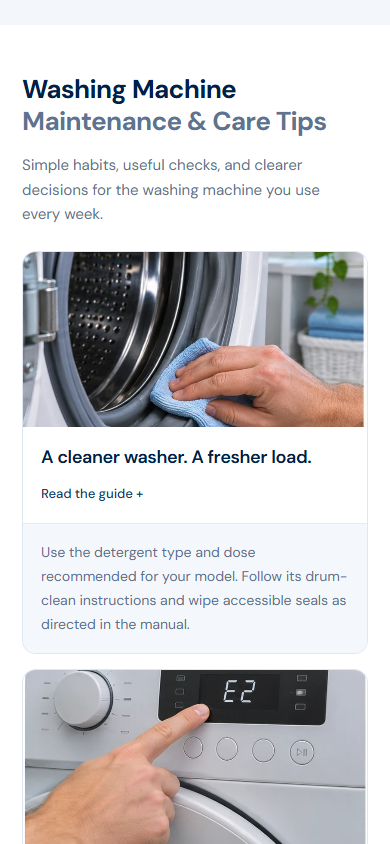 Washing Machine
Maintenance & Care Tips
Simple habits, useful checks, and clearer
decisions for the washing machine you use
every week.
A cleaner washer. A fresher load.
Read the guide +
Use the detergent type and dose
recommended for your model. Follow its drum-
clean instructions and wipe accessible seals as
directed in the manual.
E2